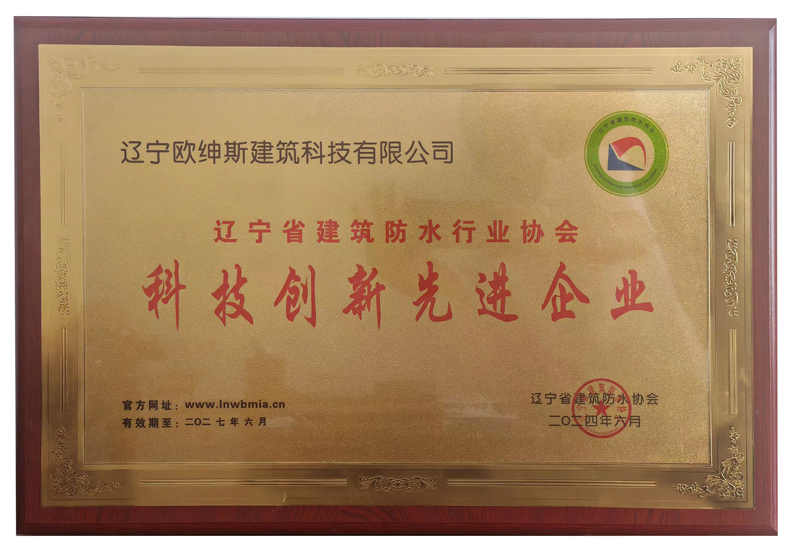 辽宁欧绅斯建筑科技有限公司
辽宁省建筑防水行业协会
科技创新先进企业
官方网址：www.lnwbmia.cn
有效期至：二〇二七年六月
辽宁省建筑防水协会
二〇二四年六月